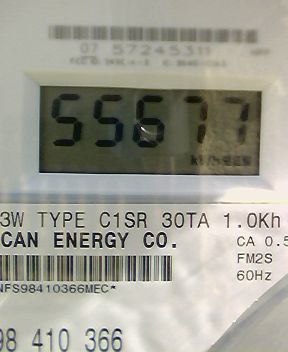 07 57245311
55677
3W TYPE C1SR 30TA 1.0Kh
CAN ENERGY CO.
CA 0.5
FM2S
NFS98410366MEC*
60Hz
98 410 366